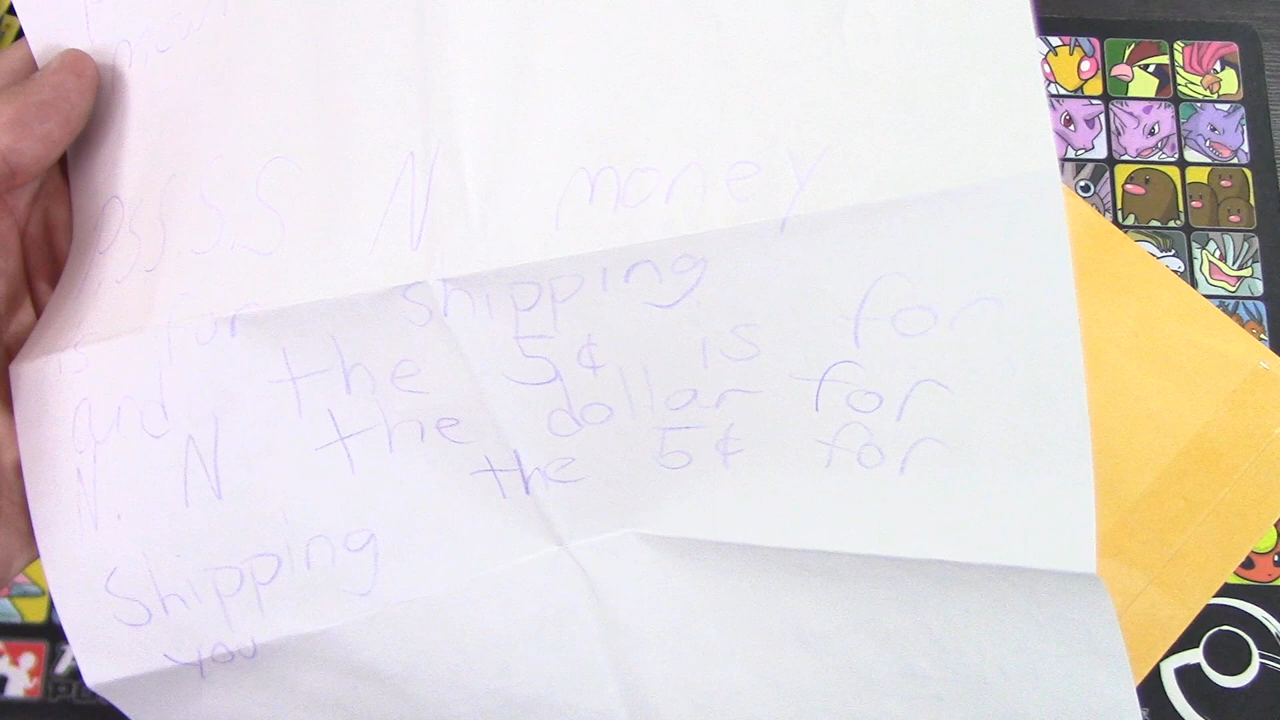 N money
is for shipping
and the 5¢ is for
N. N the dollar for
the 5¢ for
Shipping
you